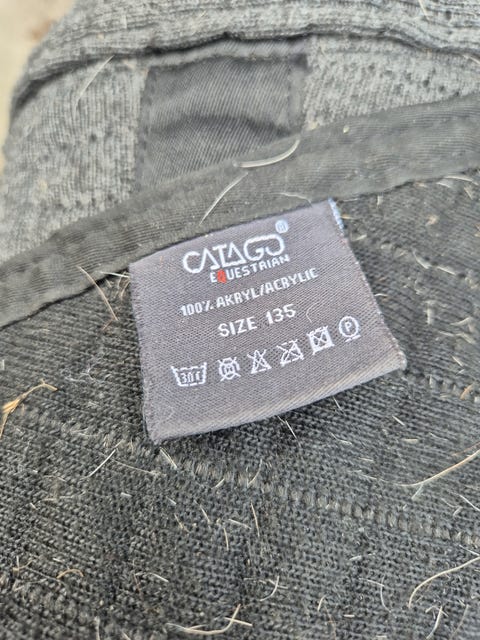 CATAGO®
EQUESTRIAN
100% AKRYL/ACRYLIC
SIZE 135
30°
P